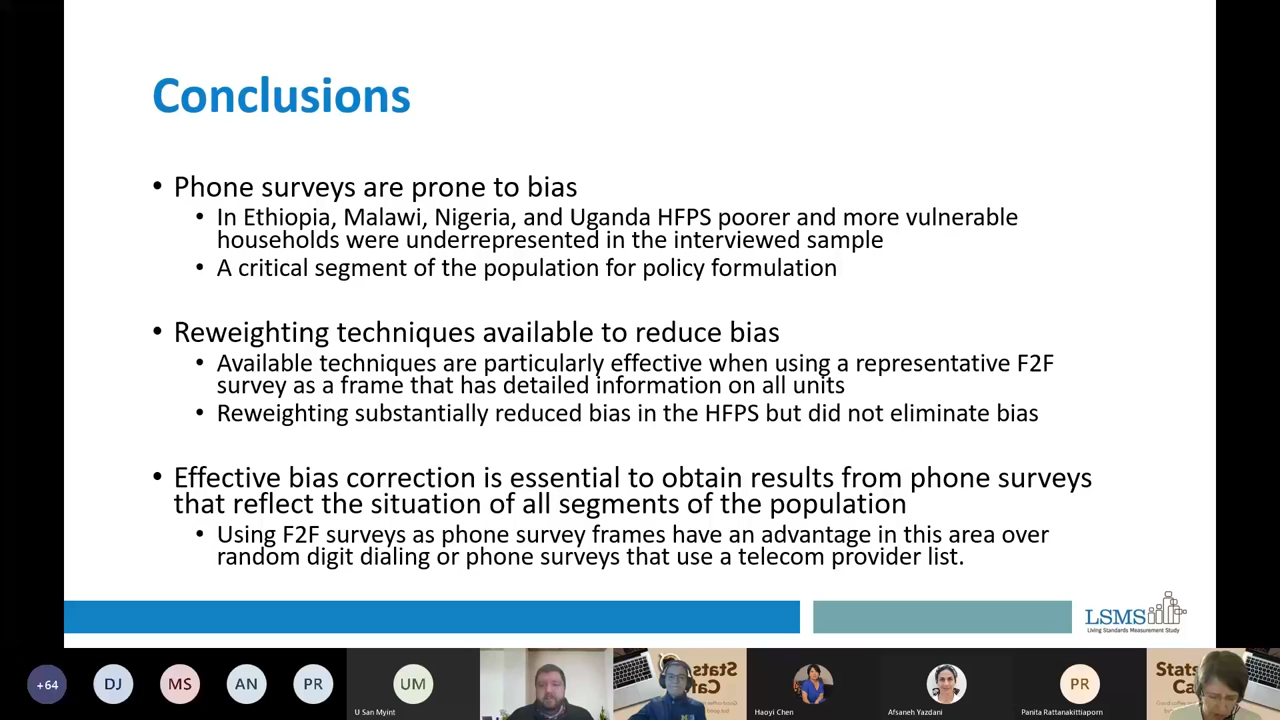 Conclusions
• Phone surveys are prone to bias
• In Ethiopia, Malawi, Nigeria, and Uganda HFPS poorer and more vulnerable
households were underrepresented in the interviewed sample
• A critical segment of the population for policy formulation
• Reweighting techniques available to reduce bias
• Available techniques are particularly effective when using a representative F2F
survey as a frame that has detailed information on all units
• Reweighting substantially reduced bias in the HFPS but did not eliminate bias
• Effective bias correction is essential to obtain results from phone surveys
that reflect the situation of all segments of the population
• Using F2F surveys as phone survey frames have an advantage in this area over
random digit dialing or phone surveys that use a telecom provider list.
LSMS
Living Standards Measurement Study
+64
DJ
MS
AN
PR
UM
U San Myint
Stats
Haoyi Chen
Afsaneh Yazdani
PR
Panita Rattanakittiaporn
Stats